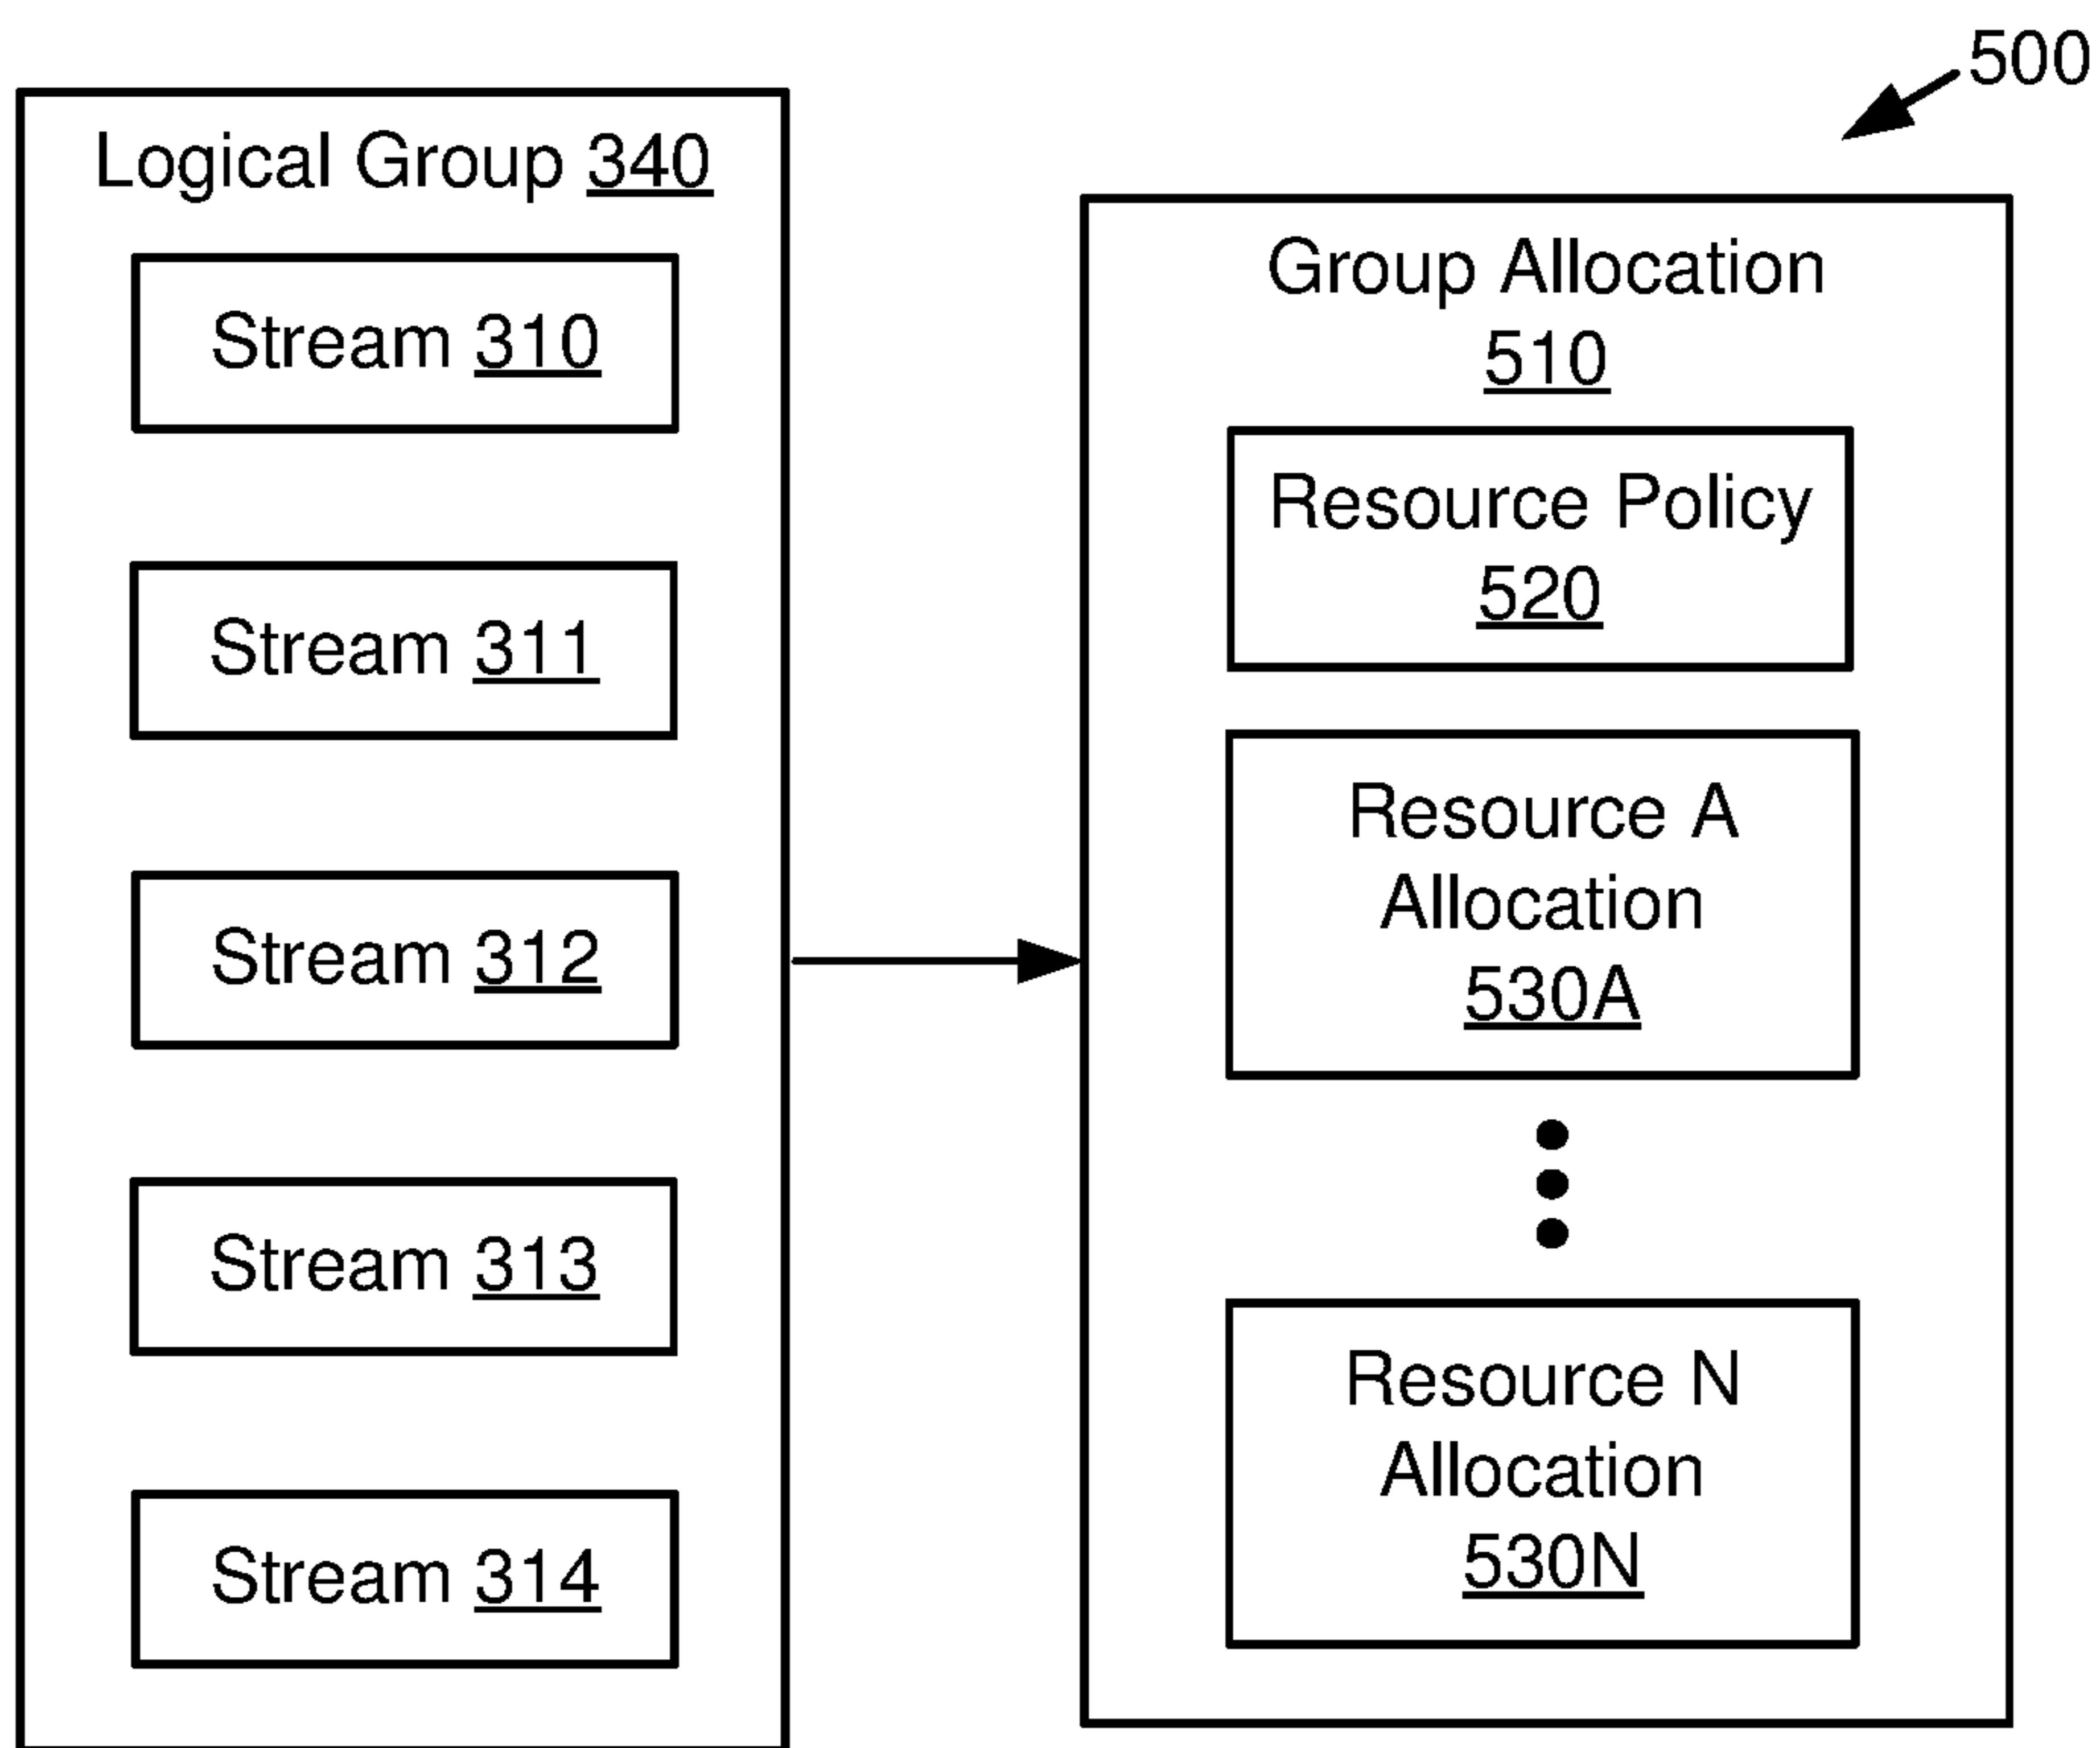 500
Logical Group 340
Stream 310
Stream 311
Stream 312
Stream 313
Stream 314
Group Allocation
510
Resource Policy
520
Resource A
Allocation
530A
Resource N
Allocation
530N